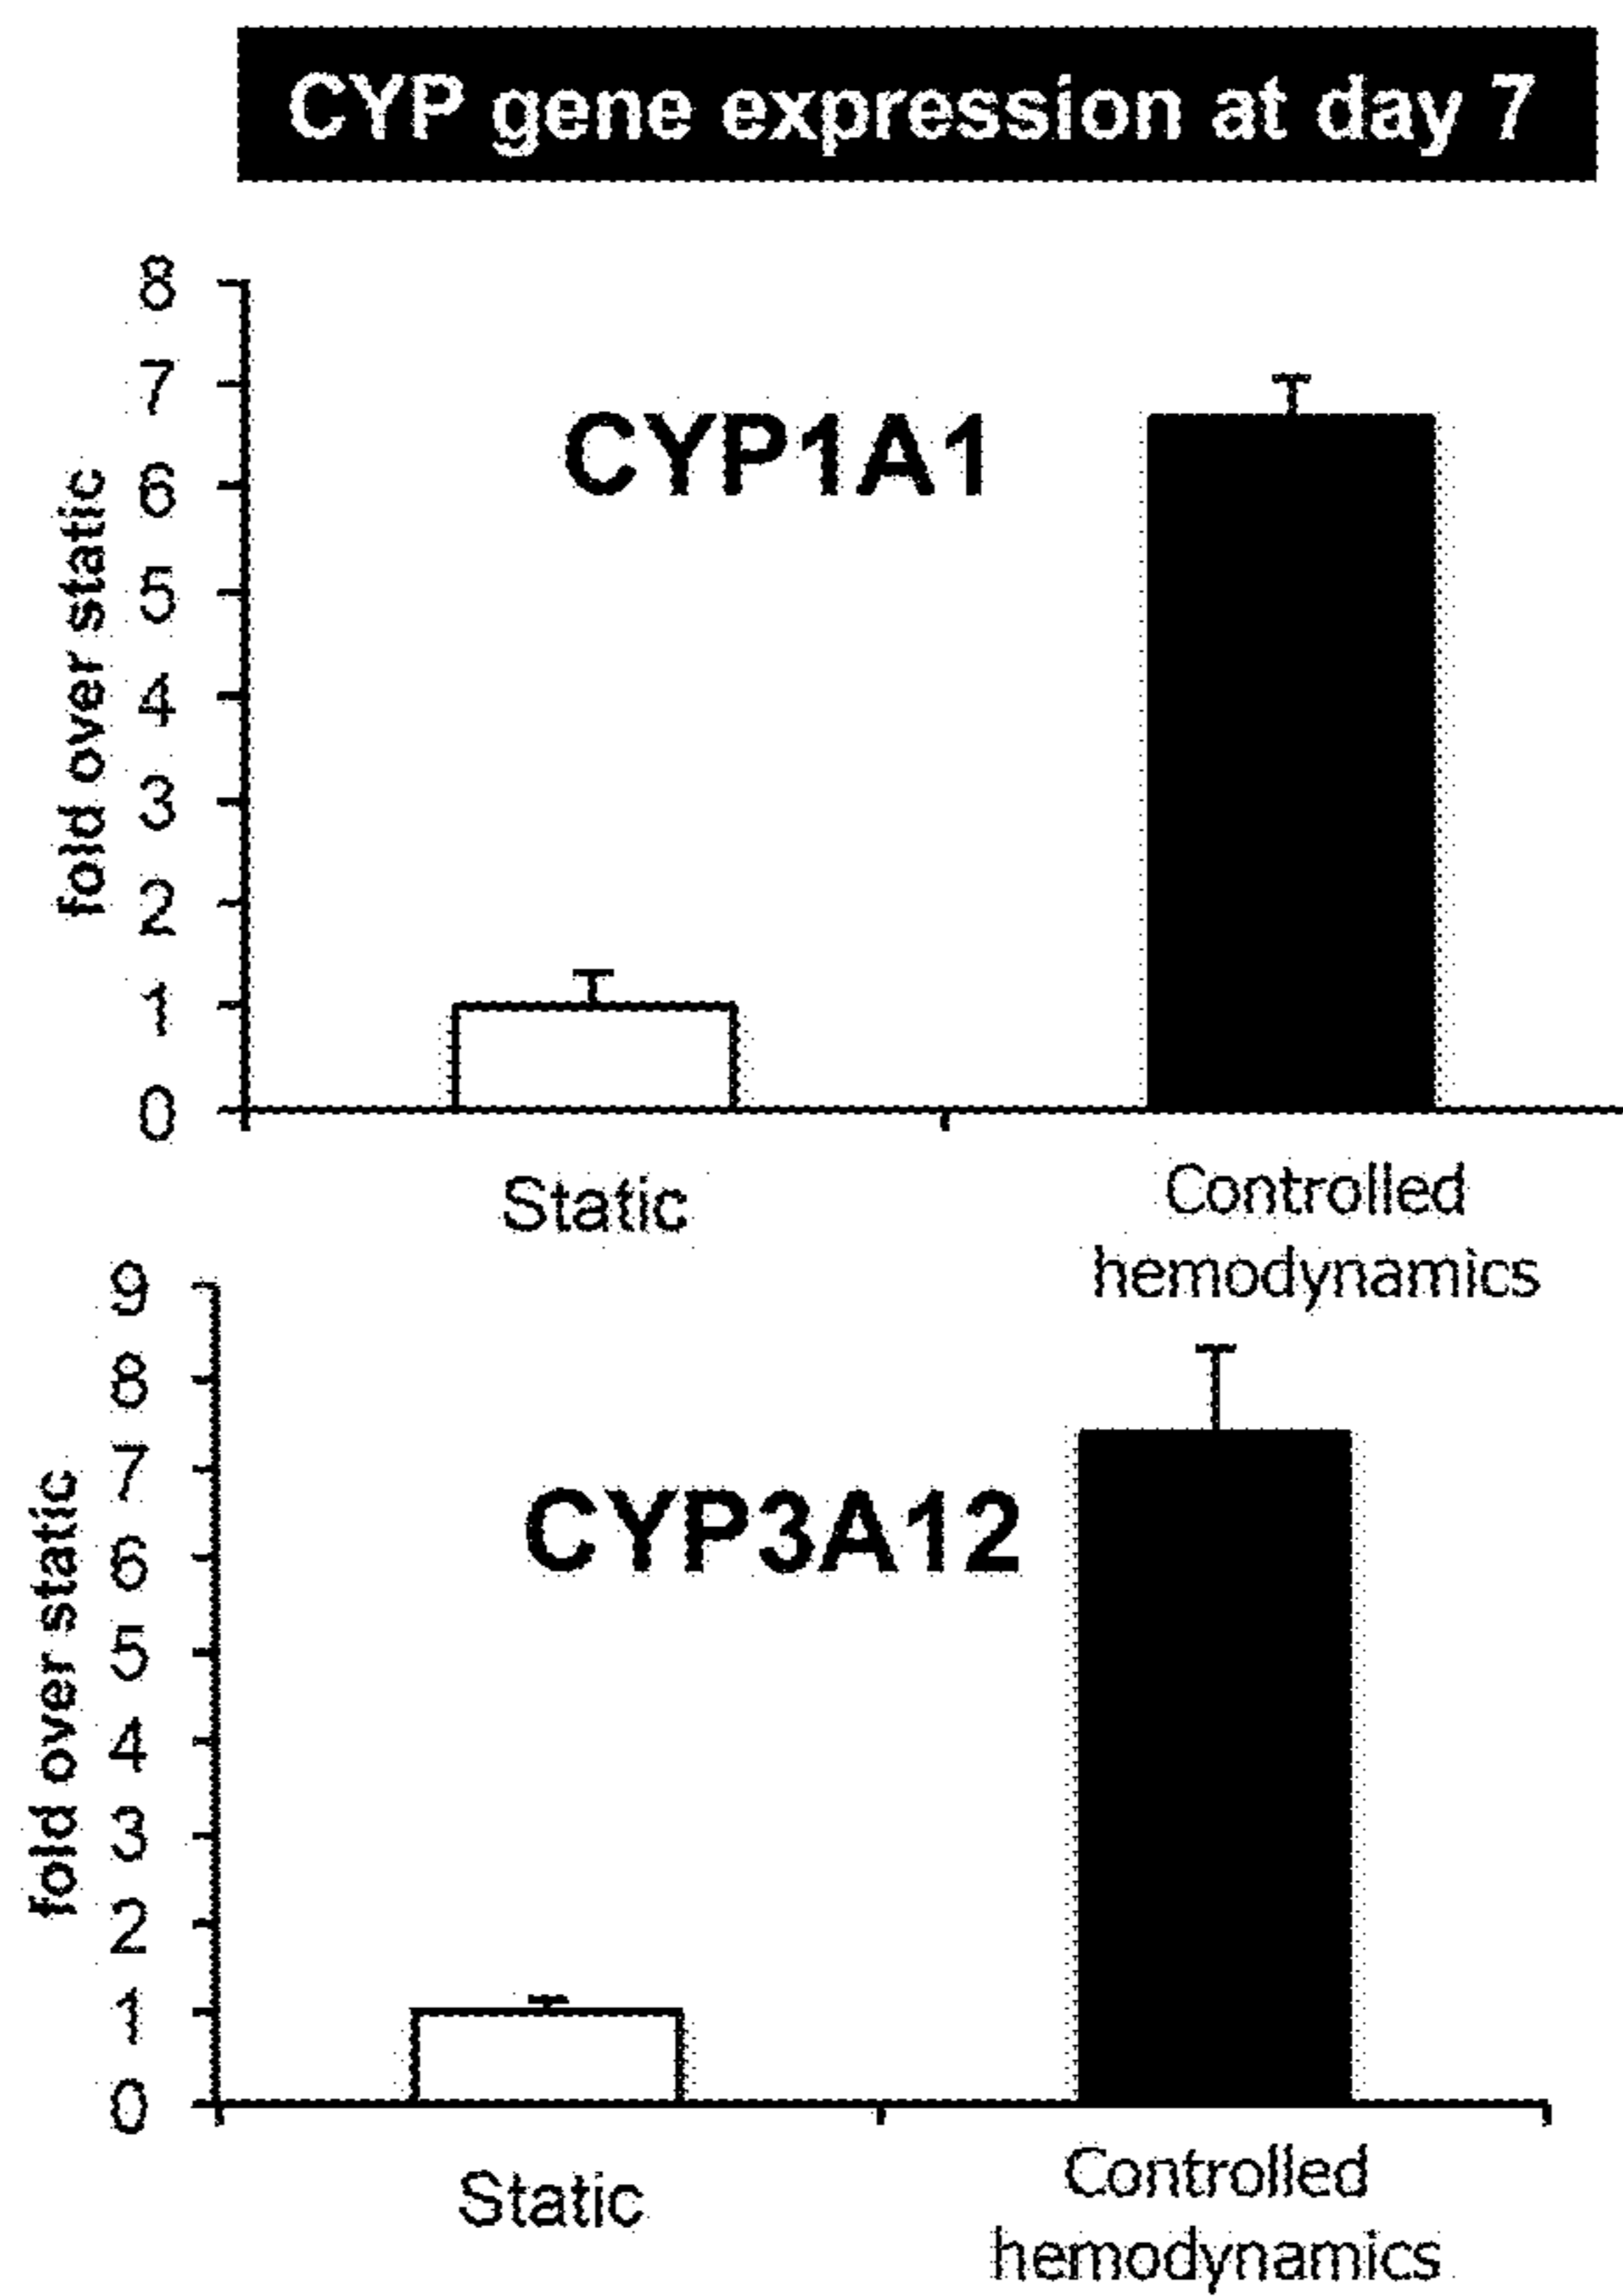 CYP gene expression at day 7
8
7
6
5
4
3
2
1
0
fold over static
CYP1A1
Static
Controlled
hemodynamics
9
8
7
6
5
4
3
2
1
0
fold over static
CYP3A12
Static
Controlled
hemodynamics